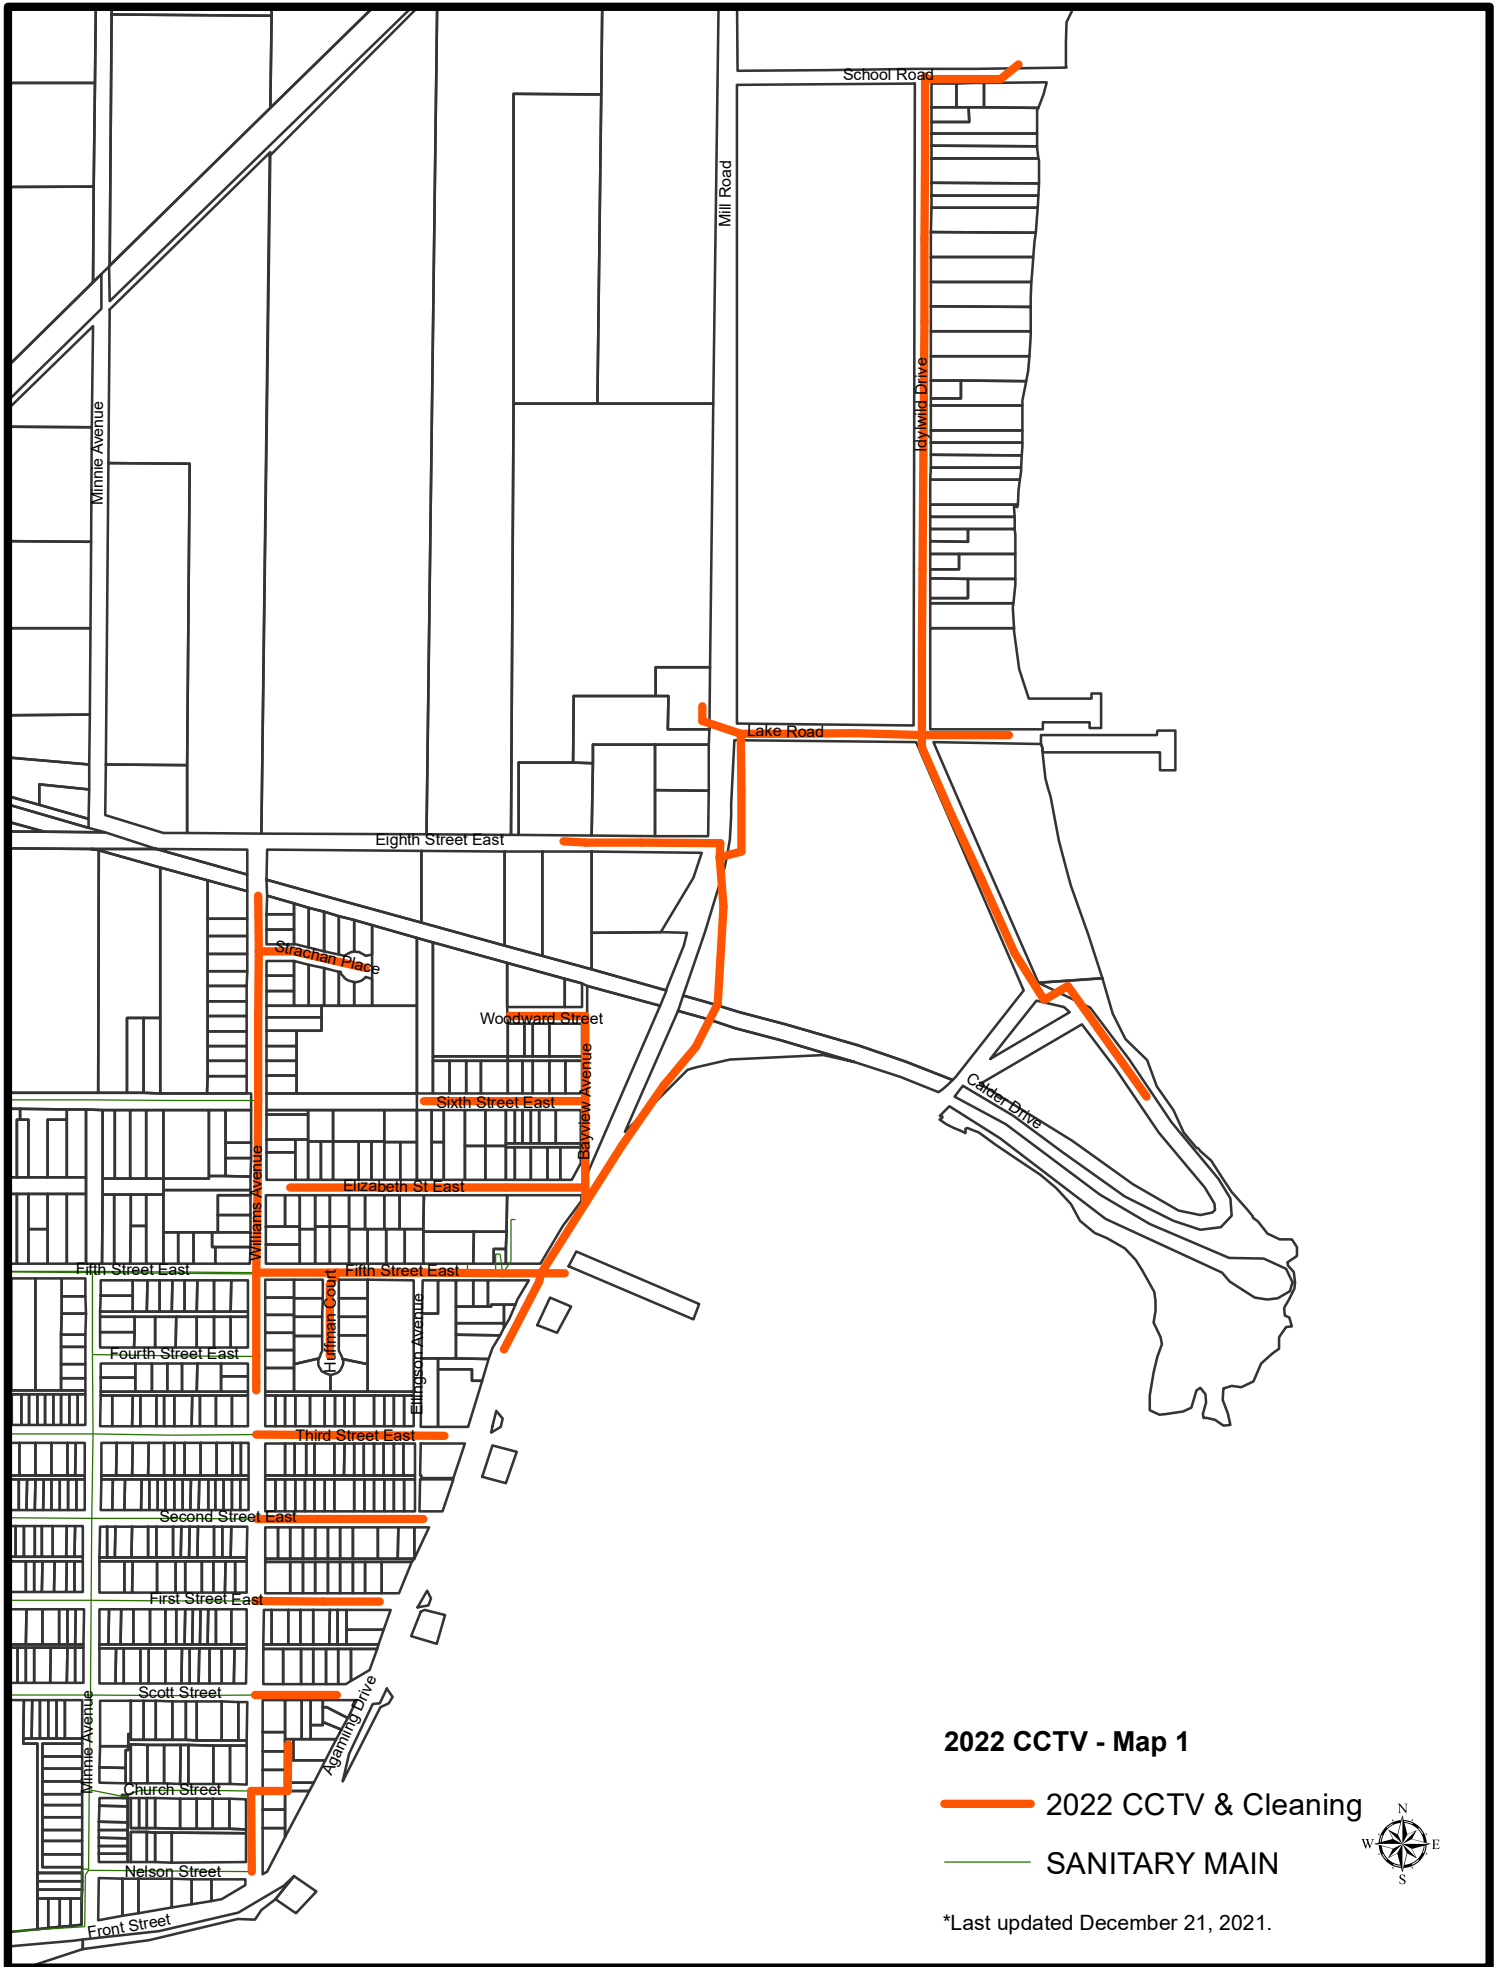 School Road
Mill Road
Idylwild Drive
Minnie Avenue
Lake Road
Eighth Street East
Strachan Place
Woodward Street
Bayview Avenue
Sixth Street East
Calder Drive
Williams Avenue
Elizabeth St East
Fifth Street East
Fifth Street East
Huffman Court
Ellingson Avenue
Fourth Street East
Third Street East
Second Street East
First Street East
Scott Street
Minnie Avenue
Agamiing Drive
Church Street
Nelson Street
Front Street
2022 CCTV - Map 1
2022 CCTV & Cleaning
SANITARY MAIN
N
W
E
S
*Last updated December 21, 2021.